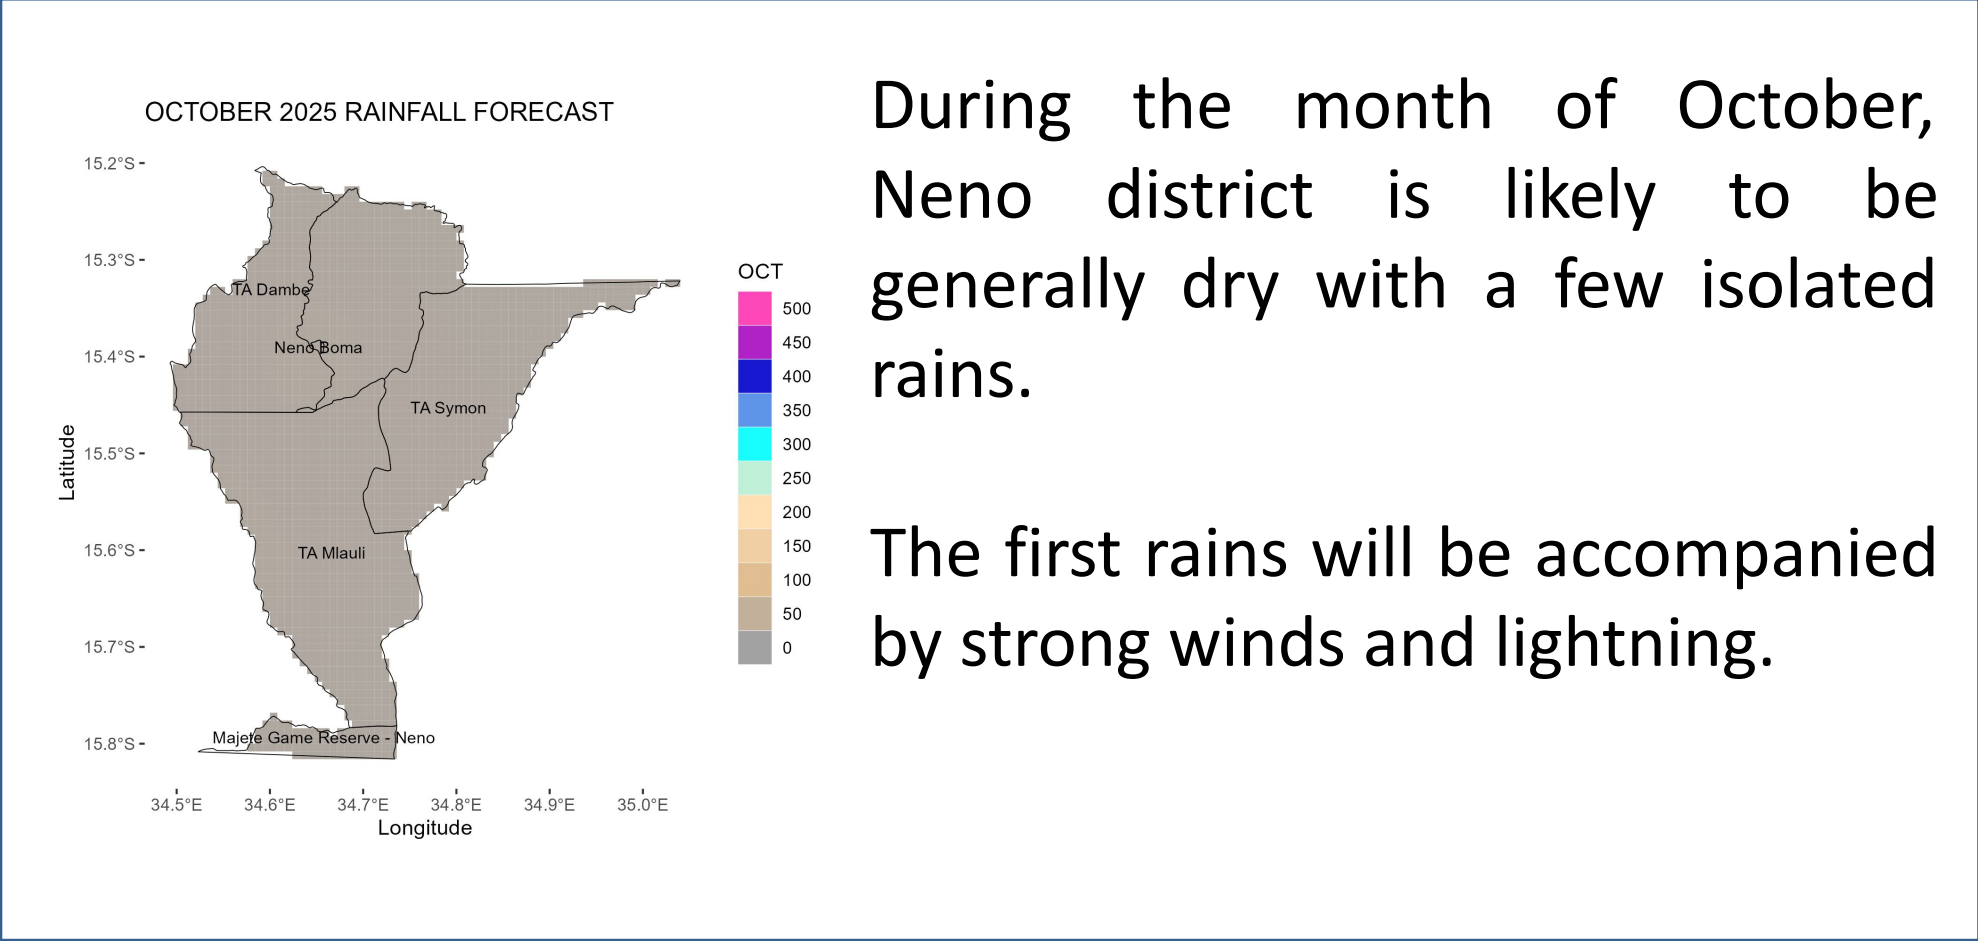 OCTOBER 2025 RAINFALL FORECAST
15.2°S
15.3°S
15.4°S
15.5°S
15.6°S
15.7°S
15.8°S
Latitude
TA Dambe
Neno Boma
TA Symon
TA Mlauli
Majete Game Reserve - Neno
34.5°E 34.6°E 34.7°E 34.8°E 34.9°E 35.0°E
Longitude
OCT
500
450
400
350
300
250
200
150
100
50
0
During the month of October,
Neno district is likely to be
generally dry with a few isolated
rains.
The first rains will be accompanied
by strong winds and lightning.